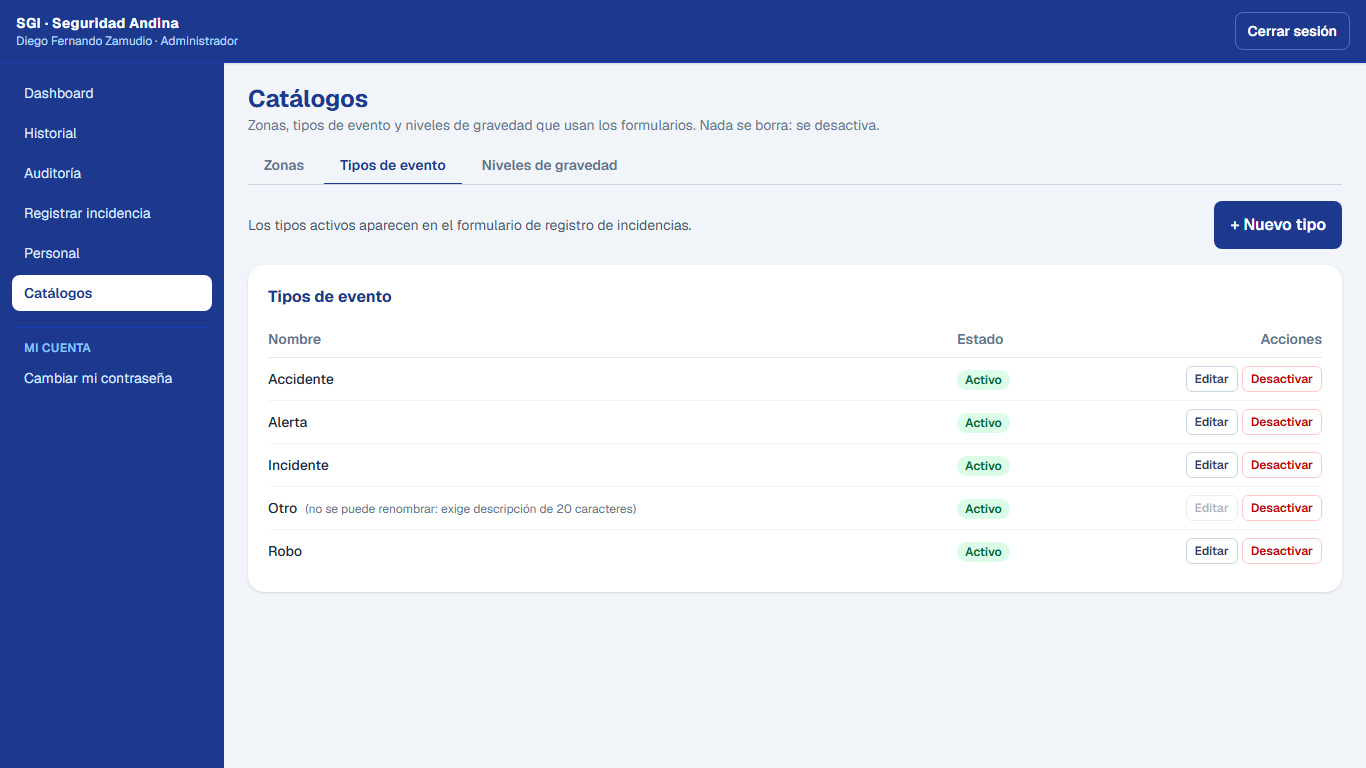 SGI · Seguridad Andina
Diego Fernando Zamudio · Administrador
Cerrar sesión
Dashboard
Historial
Auditoría
Registrar incidencia
Personal
Catálogos
MI CUENTA
Cambiar mi contraseña
Catálogos
Zonas, tipos de evento y niveles de gravedad que usan los formularios. Nada se borra: se desactiva.
Zonas Tipos de evento Niveles de gravedad
Los tipos activos aparecen en el formulario de registro de incidencias.
+ Nuevo tipo
Tipos de evento
Nombre Estado Acciones
Accidente Activo Editar Desactivar
Alerta Activo Editar Desactivar
Incidente Activo Editar Desactivar
Otro (no se puede renombrar: exige descripción de 20 caracteres) Activo Editar Desactivar
Robo Activo Editar Desactivar